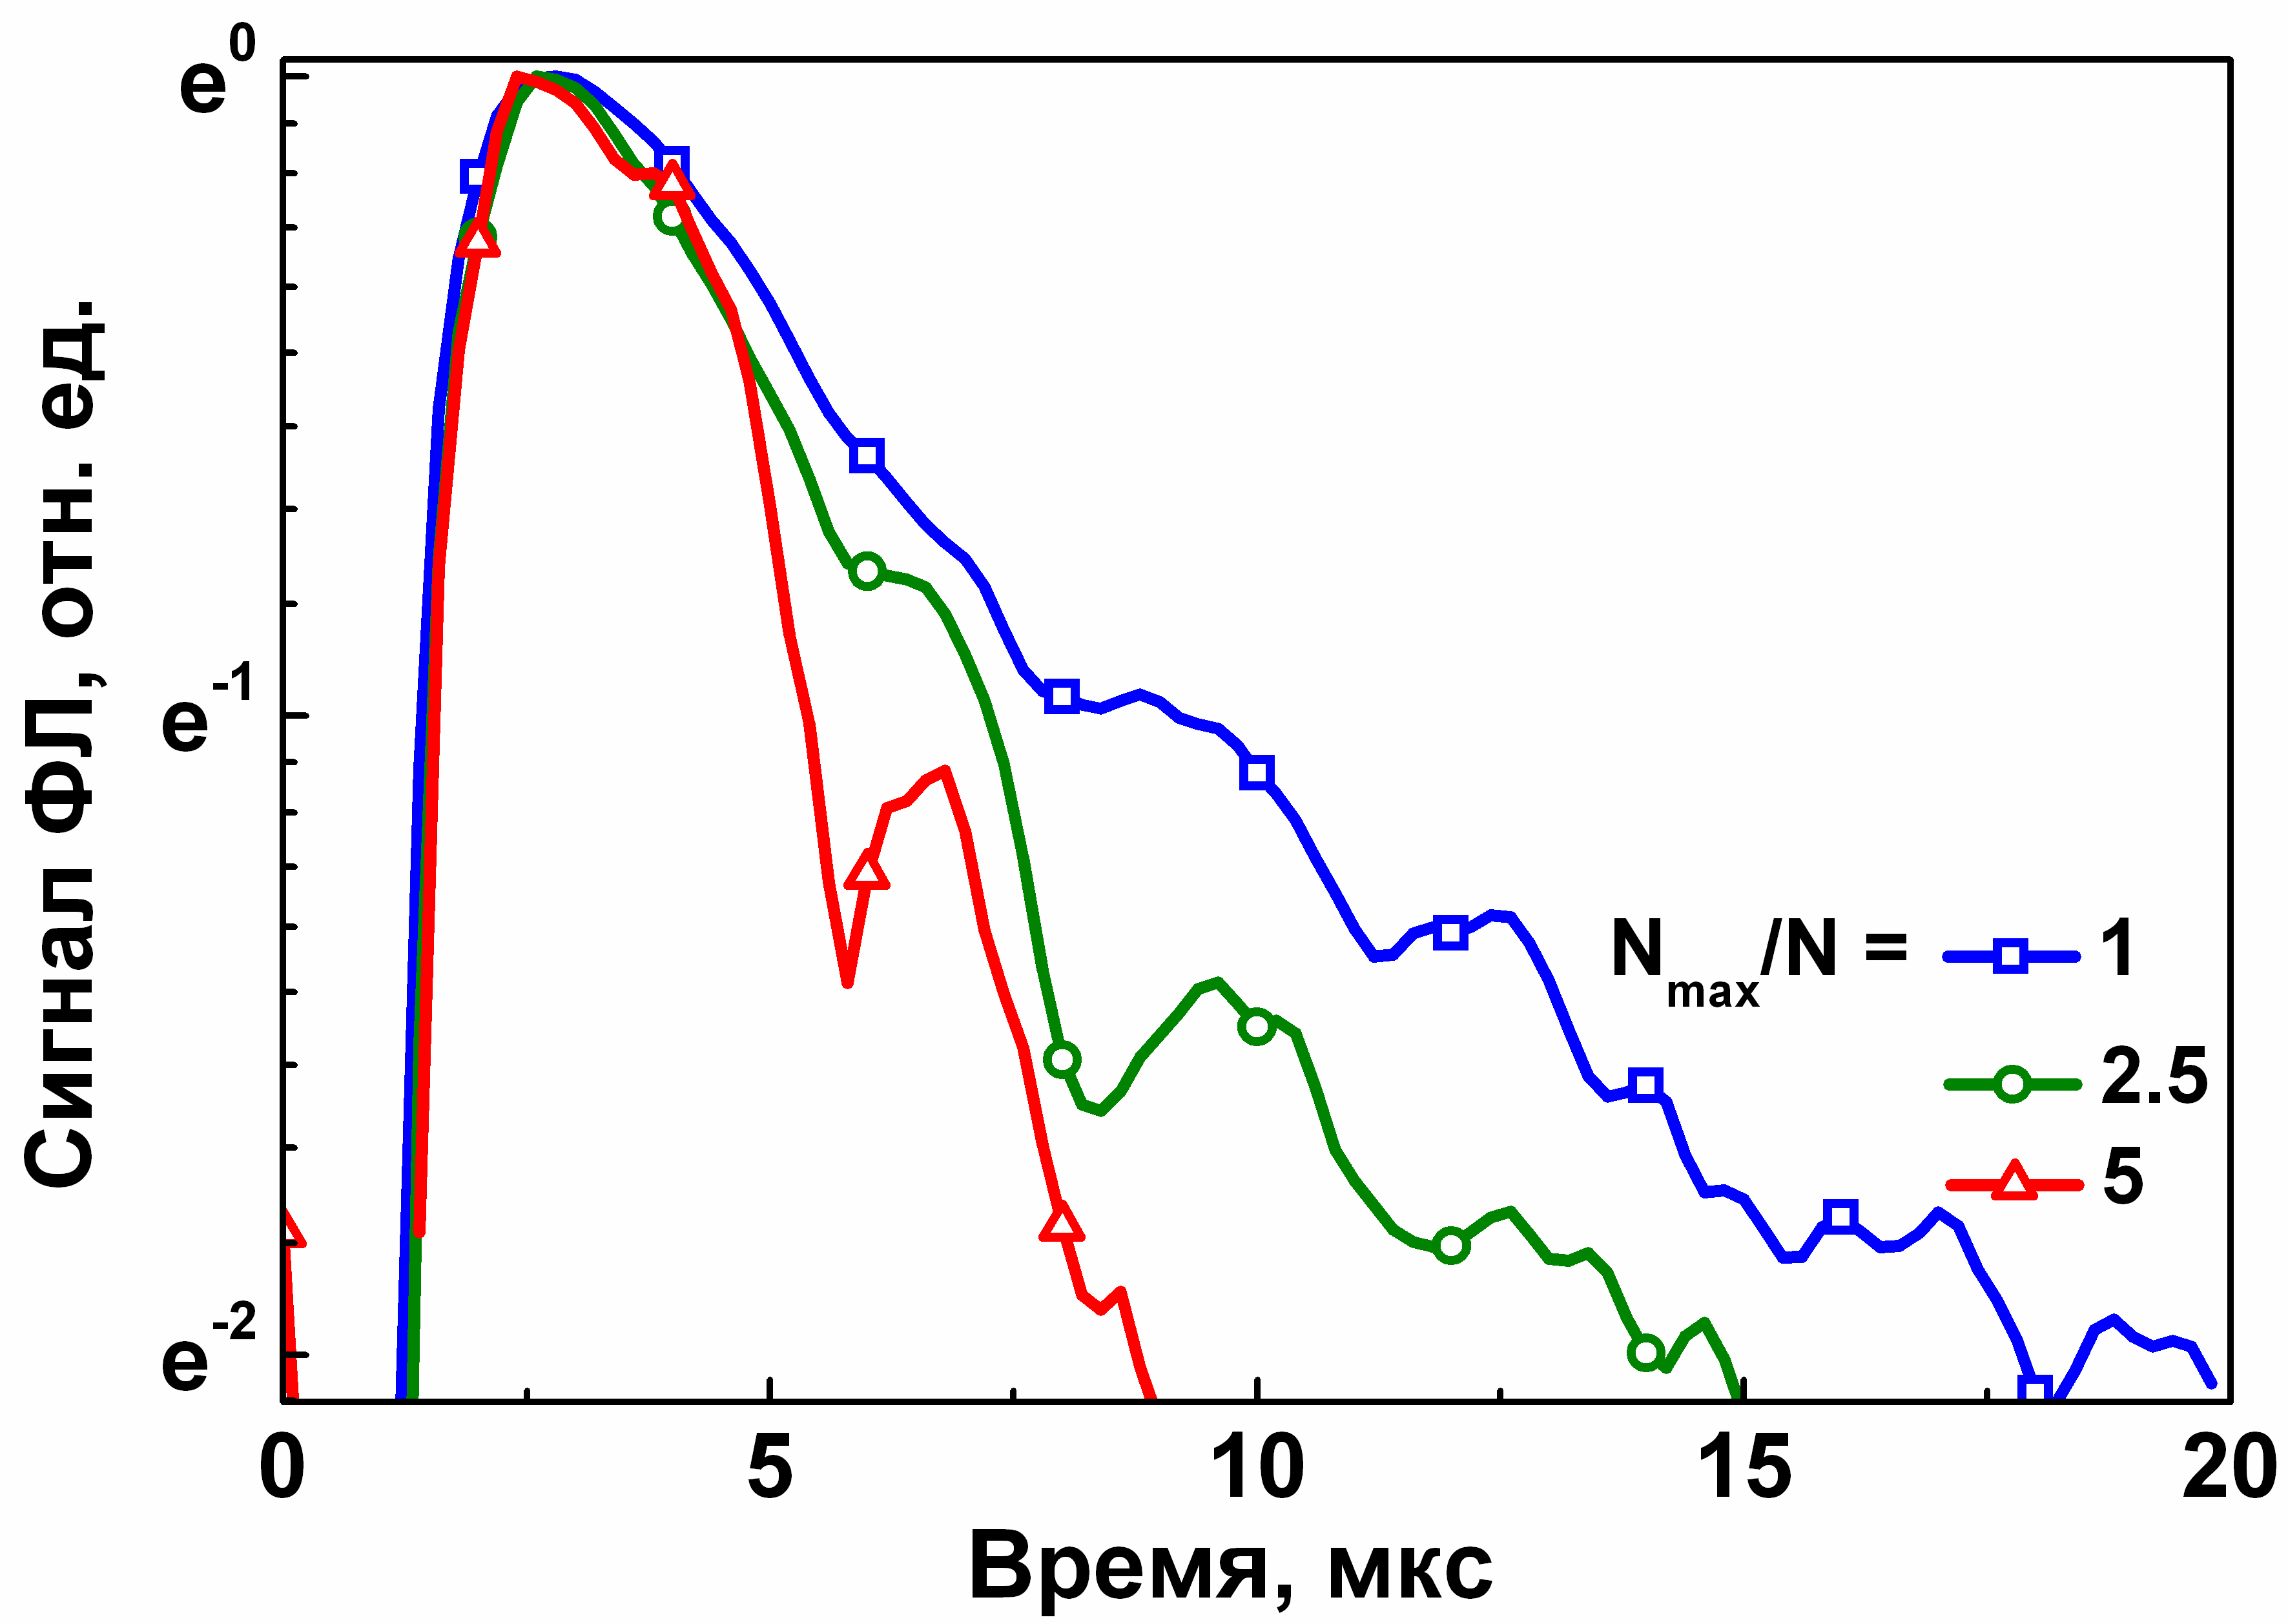 e⁰
e⁻¹
e⁻²
Сигнал ФЛ, отн. ед.
Nmax/N = 1
2.5
5
0 5 10 15 20
Время, мкс